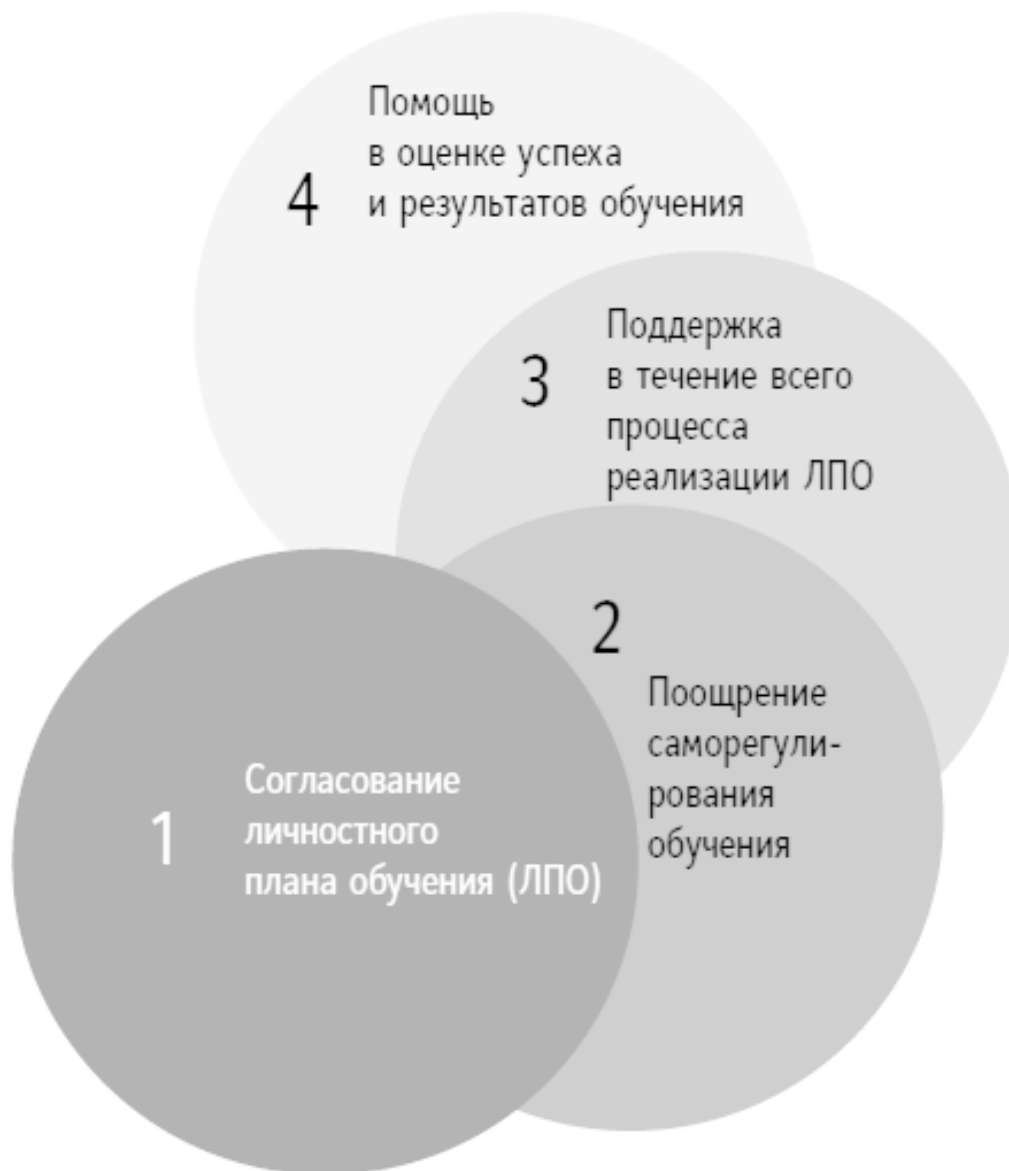 4
Помощь
в оценке успеха
и результатов обучения
3
Поддержка
в течение всего
процесса
реализации ЛПО
2
Поощрение
саморегули-
рования
обучения
1
Согласование
личностного
плана обучения (ЛПО)